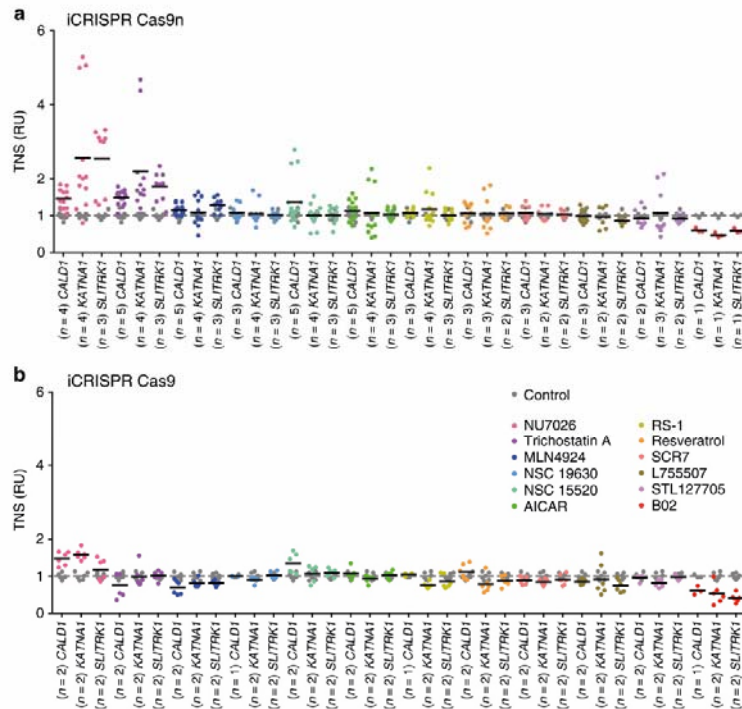 a
iCRISPR Cas9n
TNS (RU)
6
4
2
1
0
(n = 4) CALD1
(n = 4) KATNA1
(n = 3) SLITRK1
(n = 5) CALD1
(n = 4) KATNA1
(n = 3) SLITRK1
(n = 5) CALD1
(n = 4) KATNA1
(n = 3) SLITRK1
(n = 3) CALD1
(n = 4) KATNA1
(n = 3) SLITRK1
(n = 5) CALD1
(n = 4) KATNA1
(n = 3) SLITRK1
(n = 5) CALD1
(n = 4) KATNA1
(n = 3) SLITRK1
(n = 3) CALD1
(n = 4) KATNA1
(n = 3) SLITRK1
(n = 3) CALD1
(n = 4) KATNA1
(n = 2) SLITRK1
(n = 2) CALD1
(n = 2) KATNA1
(n = 2) SLITRK1
(n = 3) CALD1
(n = 2) KATNA1
(n = 2) SLITRK1
(n = 2) CALD1
(n = 3) KATNA1
(n = 2) SLITRK1
(n = 1) CALD1
(n = 1) KATNA1
(n = 1) SLITRK1
b
iCRISPR Cas9
TNS (RU)
6
4
2
1
0
Control
NU7026
Trichostatin A
MLN4924
NSC 19630
NSC 15520
AICAR
RS-1
Resveratrol
SCR7
L755507
STL127705
B02
(n = 2) CALD1
(n = 2) KATNA1
(n = 2) SLITRK1
(n = 2) CALD1
(n = 2) KATNA1
(n = 2) SLITRK1
(n = 2) CALD1
(n = 2) KATNA1
(n = 2) SLITRK1
(n = 1) CALD1
(n = 2) KATNA1
(n = 2) SLITRK1
(n = 2) CALD1
(n = 2) KATNA1
(n = 2) SLITRK1
(n = 2) CALD1
(n = 2) KATNA1
(n = 2) SLITRK1
(n = 1) CALD1
(n = 2) KATNA1
(n = 2) SLITRK1
(n = 2) CALD1
(n = 2) KATNA1
(n = 2) SLITRK1
(n = 2) CALD1
(n = 2) KATNA1
(n = 2) SLITRK1
(n = 2) CALD1
(n = 2) KATNA1
(n = 2) SLITRK1
(n = 2) CALD1
(n = 2) KATNA1
(n = 2) SLITRK1
(n = 1) CALD1
(n = 2) KATNA1
(n = 2) SLITRK1